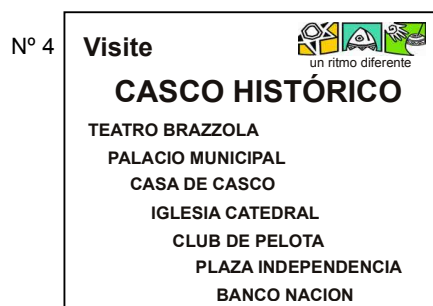 Nº 4
Visite
un ritmo diferente
CASCO HISTÓRICO
TEATRO BRAZZOLA
PALACIO MUNICIPAL
CASA DE CASCO
IGLESIA CATEDRAL
CLUB DE PELOTA
PLAZA INDEPENDENCIA
BANCO NACION